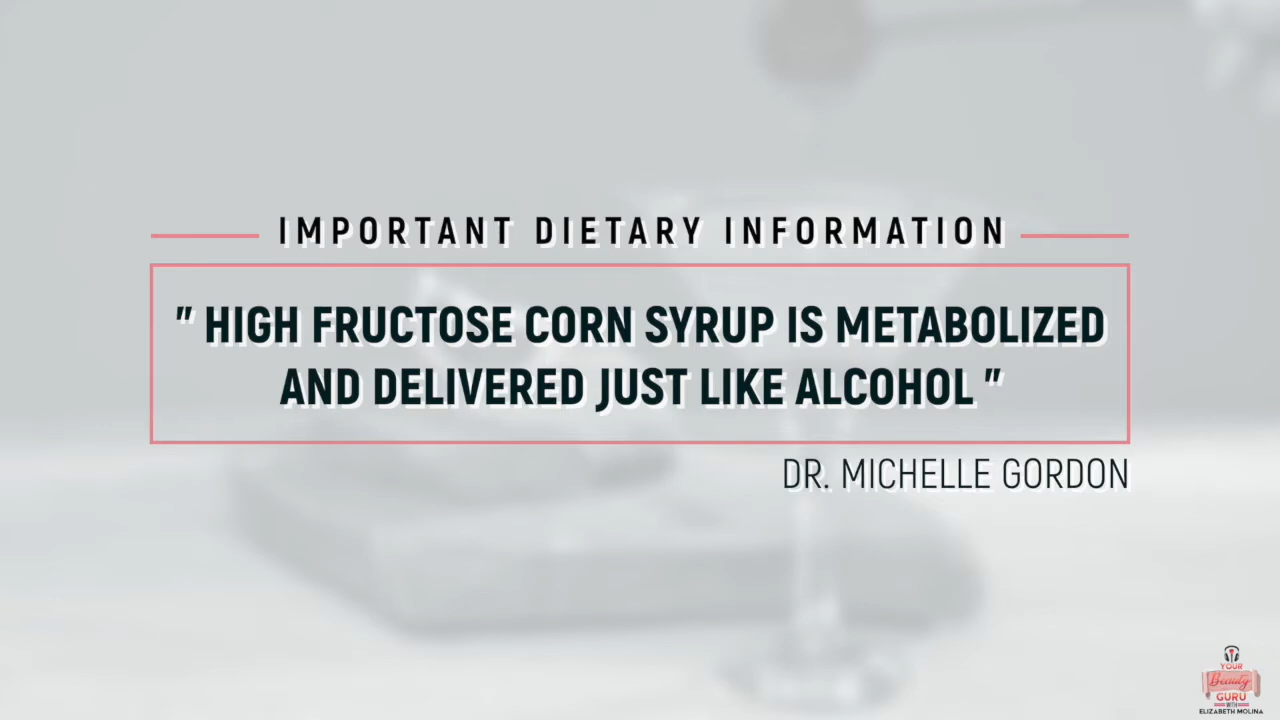 IMPORTANT DIETARY INFORMATION
" HIGH FRUCTOSE CORN SYRUP IS METABOLIZED
AND DELIVERED JUST LIKE ALCOHOL "
DR. MICHELLE GORDON
YOUR
Beauty
GURU
WITH
ELIZABETH MOLINA